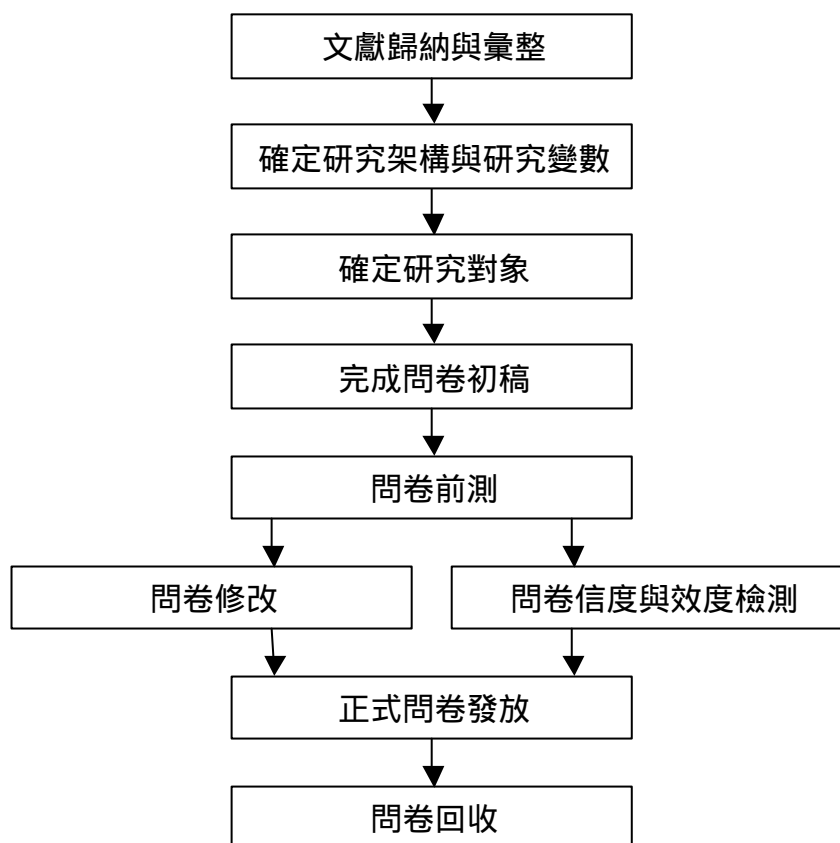 文獻歸納與彙整
確定研究架構與研究變數
確定研究對象
完成問卷初稿
問卷前測
問卷修改
問卷信度與效度檢測
正式問卷發放
問卷回收